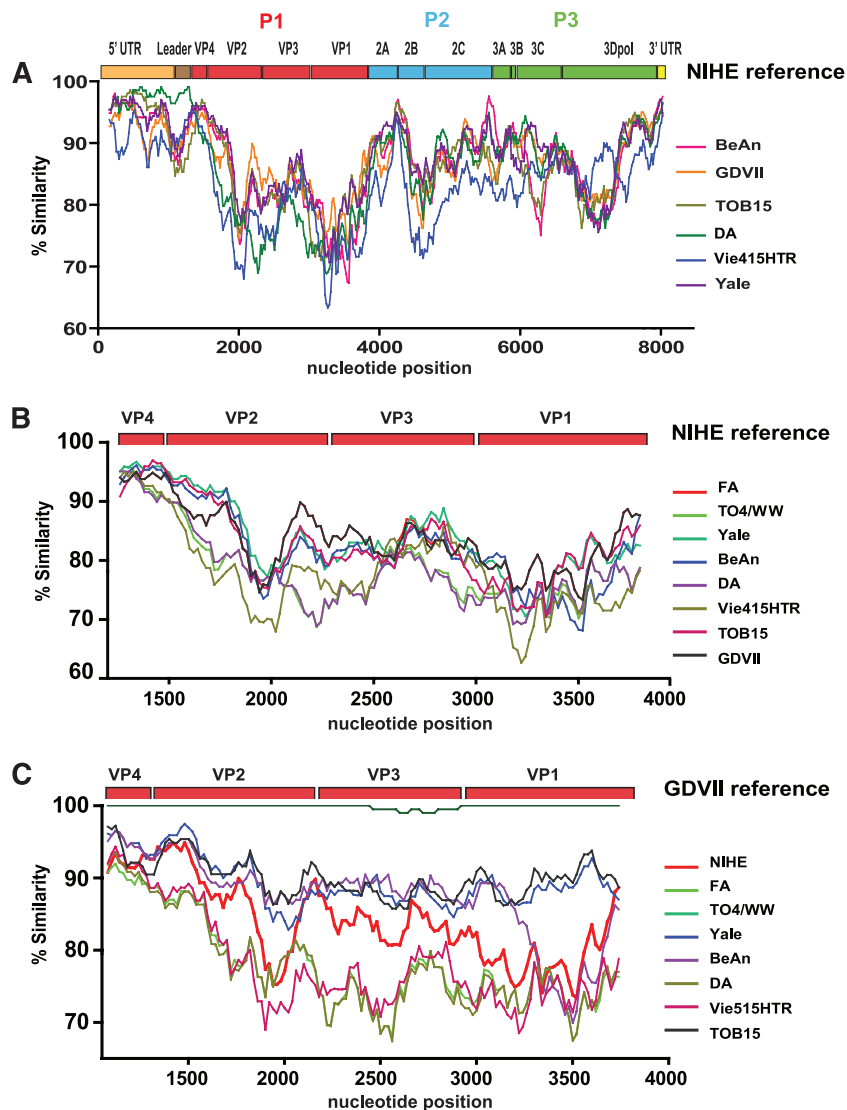 P1 P2 P3
5' UTR Leader VP4 VP2 VP3 VP1 2A 2B 2C 3A 3B 3C 3Dpol 3' UTR
A NIHE reference
100
90
80
70
60
% Similarity
0 2000 4000 6000 8000
nucleotide position
BeAn
GDVII
TOB15
DA
Vie415HTR
Yale
B VP4 VP2 VP3 VP1 NIHE reference
100
90
80
70
60
% Similarity
1500 2000 2500 3000 3500 4000
nucleotide position
FA
TO4/WW
Yale
BeAn
DA
Vie415HTR
TOB15
GDVII
C VP4 VP2 VP3 VP1 GDVII reference
100
90
80
70
% Similarity
1500 2000 2500 3000 3500 4000
nucleotide position
NIHE
FA
TO4/WW
Yale
BeAn
DA
Vie515HTR
TOB15